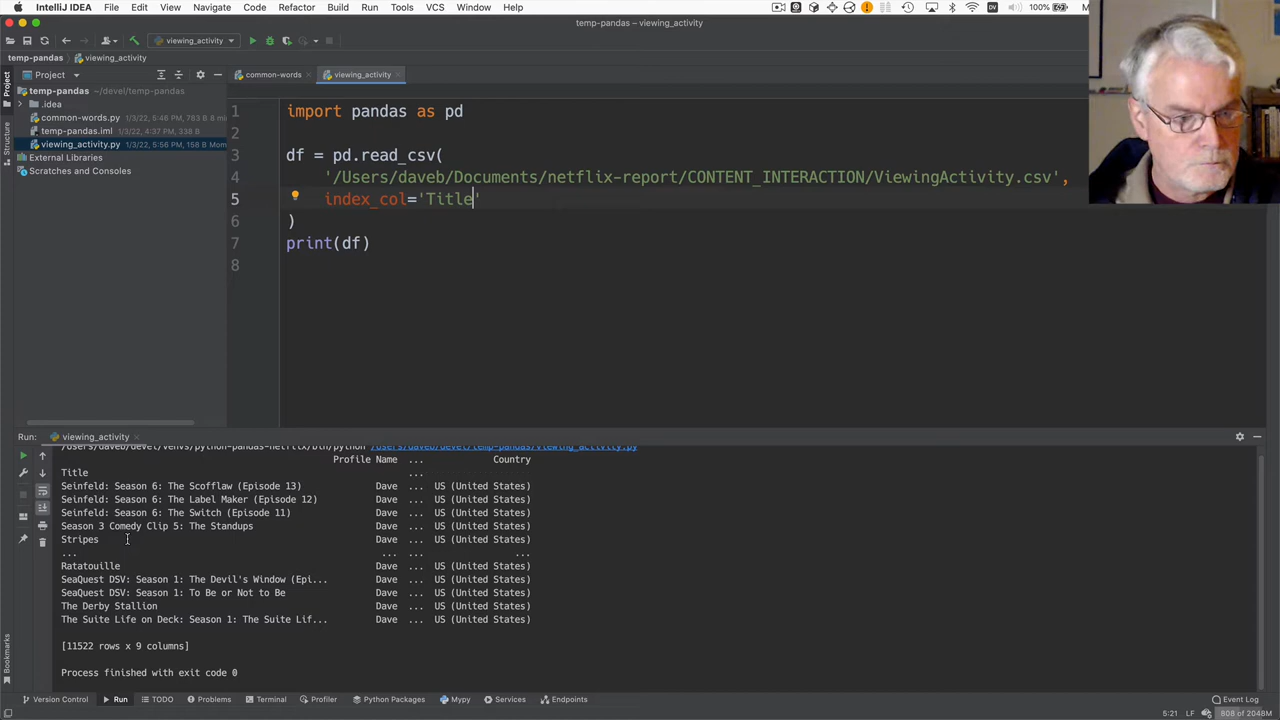 IntelliJ IDEA File Edit View Navigate Code Refactor Build Run Tools VCS Window Help 100%
temp-pandas – viewing_activity
viewing_activity
temp-pandas viewing_activity
Project
common-words viewing_activity
temp-pandas ~/devel/temp-pandas
.idea
common-words.py 1/3/22, 5:46 PM, 783 B 8
temp-pandas.iml 1/3/22, 4:37 PM, 338 B
viewing_activity.py 1/3/22, 5:56 PM, 158 B Mom
External Libraries
Scratches and Consoles
Project
Structure
Bookmarks
1 import pandas as pd
2
3 df = pd.read_csv(
4 '/Users/daveb/Documents/netflix-report/CONTENT_INTERACTION/ViewingActivity.csv',
5 index_col='Title'
6 )
7 print(df)
8
Run: viewing_activity
/Users/daveb/devel/venvs/python-pandas-netflix/bin/python /Users/daveb/devel/temp-pandas/viewing_activity.py
Profile Name ... Country
Title ...
Seinfeld: Season 6: The Scofflaw (Episode 13) Dave ... US (United States)
Seinfeld: Season 6: The Label Maker (Episode 12) Dave ... US (United States)
Seinfeld: Season 6: The Switch (Episode 11) Dave ... US (United States)
Season 3 Comedy Clip 5: The Standups Dave ... US (United States)
Stripes Dave ... US (United States)
... ... ... ...
Ratatouille Dave ... US (United States)
SeaQuest DSV: Season 1: The Devil's Window (Epi... Dave ... US (United States)
SeaQuest DSV: Season 1: To Be or Not to Be Dave ... US (United States)
The Derby Stallion Dave ... US (United States)
The Suite Life on Deck: Season 1: The Suite Lif... Dave ... US (United States)
[11522 rows x 9 columns]
Process finished with exit code 0
Version Control Run TODO Problems Terminal Profiler Python Packages Mypy Services Endpoints Event Log
5:21 LF 808 of 2048M